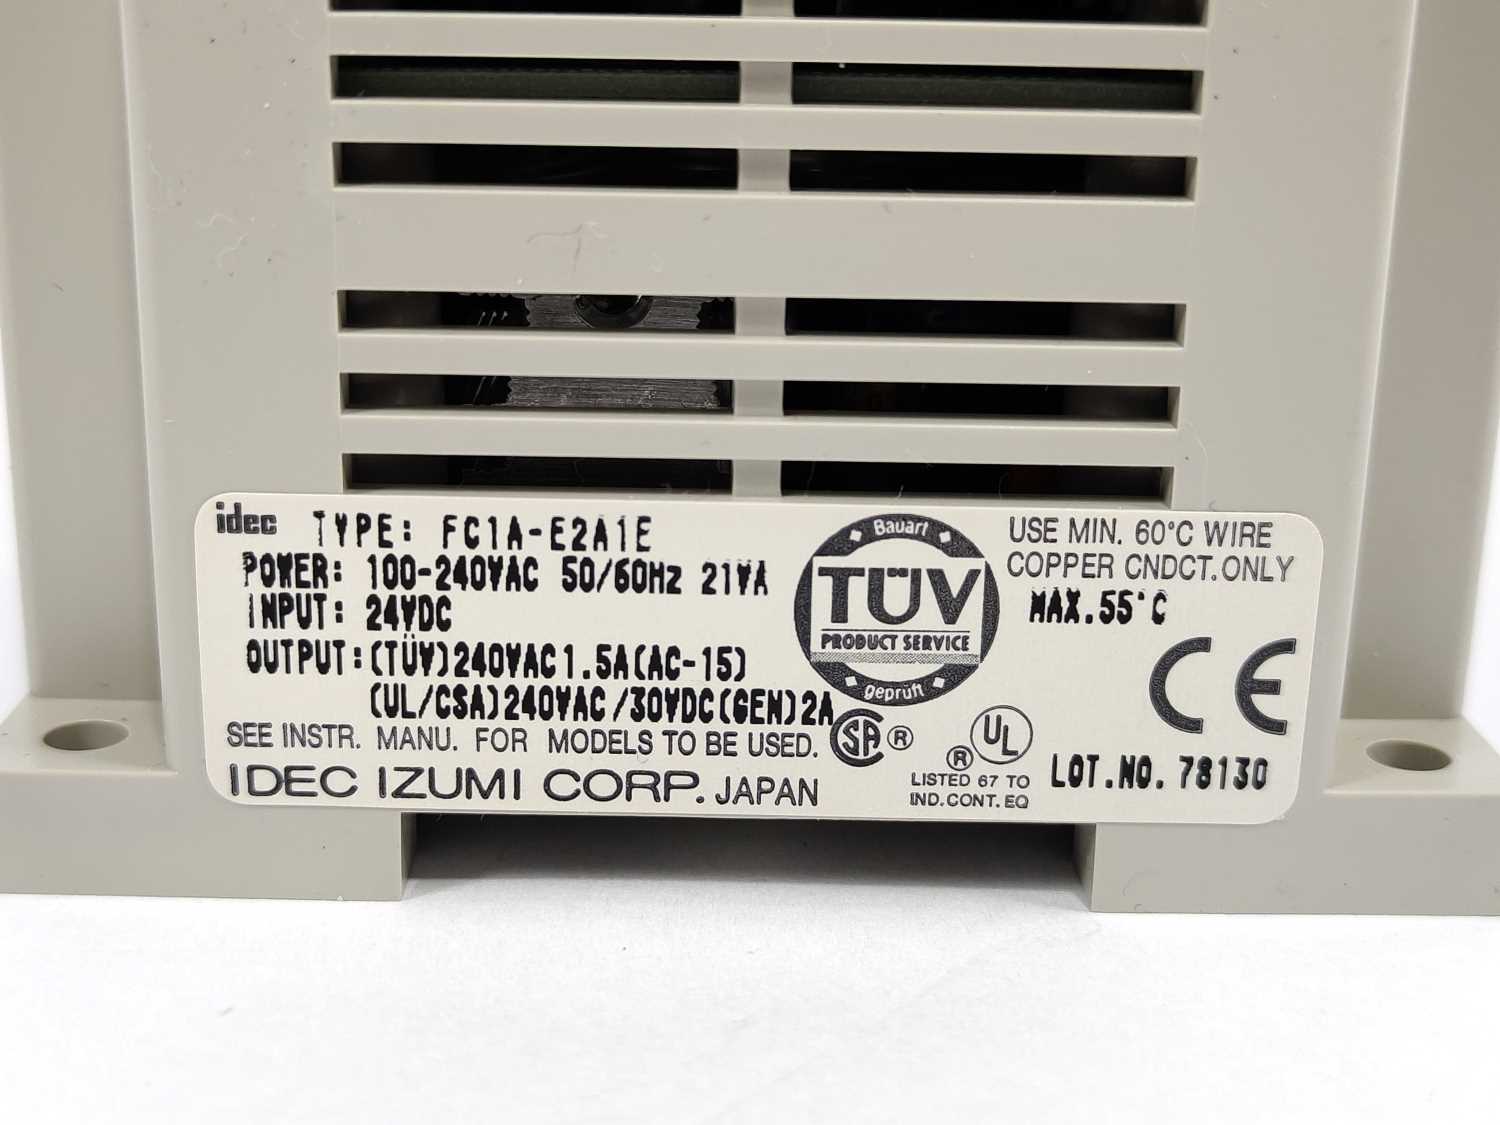 idec TYPE: FC1A-E2A1E
POWER: 100-240VAC 50/60Hz 21VA
INPUT: 24VDC
OUTPUT:(TÜV)240VAC1.5A(AC-15)
(UL/CSA)240VAC/30VDC(GEN)2A
SEE INSTR. MANU. FOR MODELS TO BE USED.
IDEC IZUMI CORP. JAPAN
Bauart
TÜV
PRODUCT SERVICE
geprüft
USE MIN. 60°C WIRE
COPPER CNDCT. ONLY
MAX.55°C
CE
SA ®
UL ®
LISTED 67 TO
IND.CONT. EQ
LOT.NO. 78130